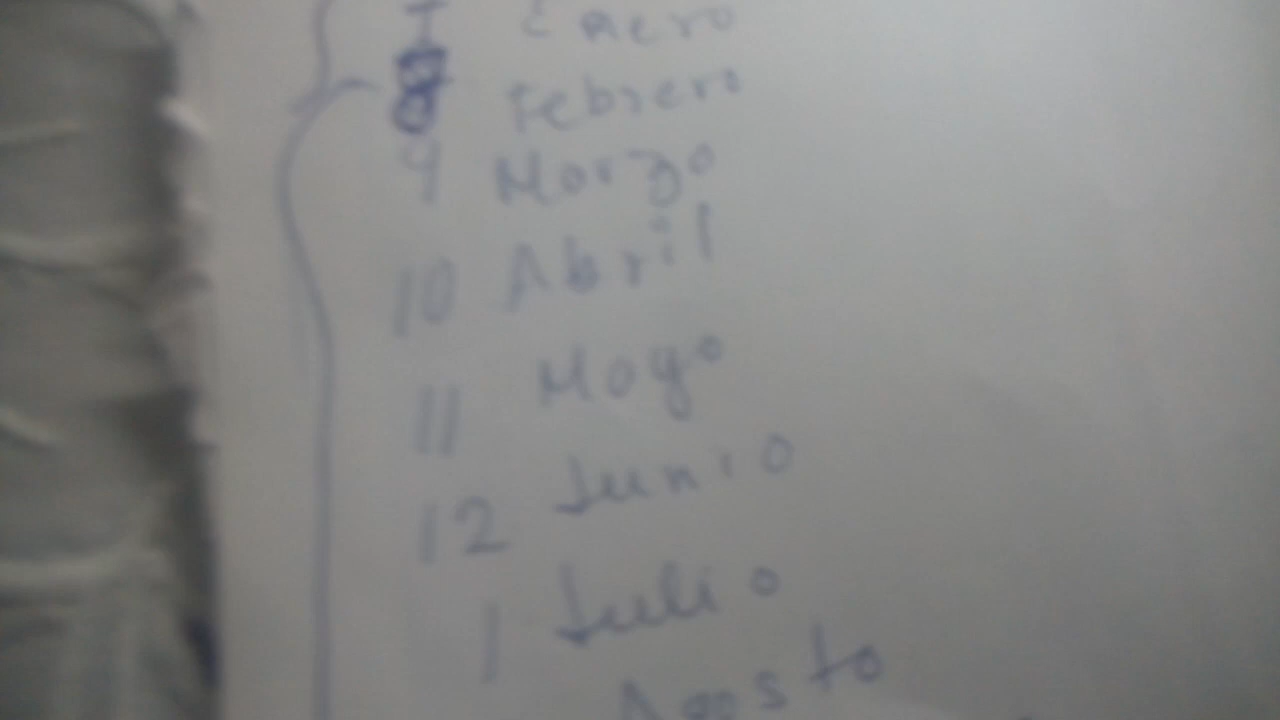 Enero
8 Febrero
9 Marzo
10 Abril
11 Mayo
12 Junio
1 Julio
Agosto